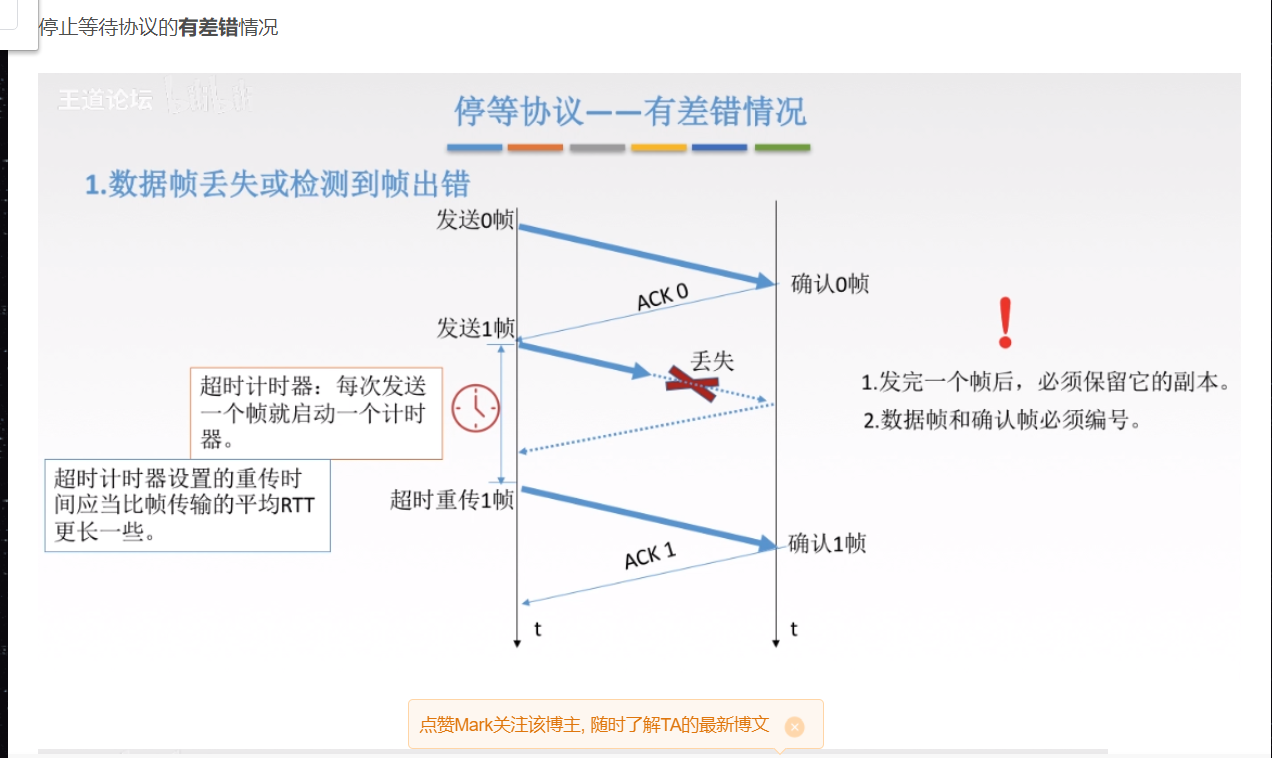 停止等待协议的有差错情况
王道论坛
停等协议——有差错情况
1.数据帧丢失或检测到帧出错
发送0帧
确认0帧
ACK 0
发送1帧
丢失
超时计时器：每次发送
一个帧就启动一个计时
器。
1.发完一个帧后，必须保留它的副本。
2.数据帧和确认帧必须编号。
超时计时器设置的重传时
间应当比帧传输的平均RTT
更长一些。
超时重传1帧
确认1帧
ACK 1
t
t
点赞Mark关注该博主, 随时了解TA的最新博文